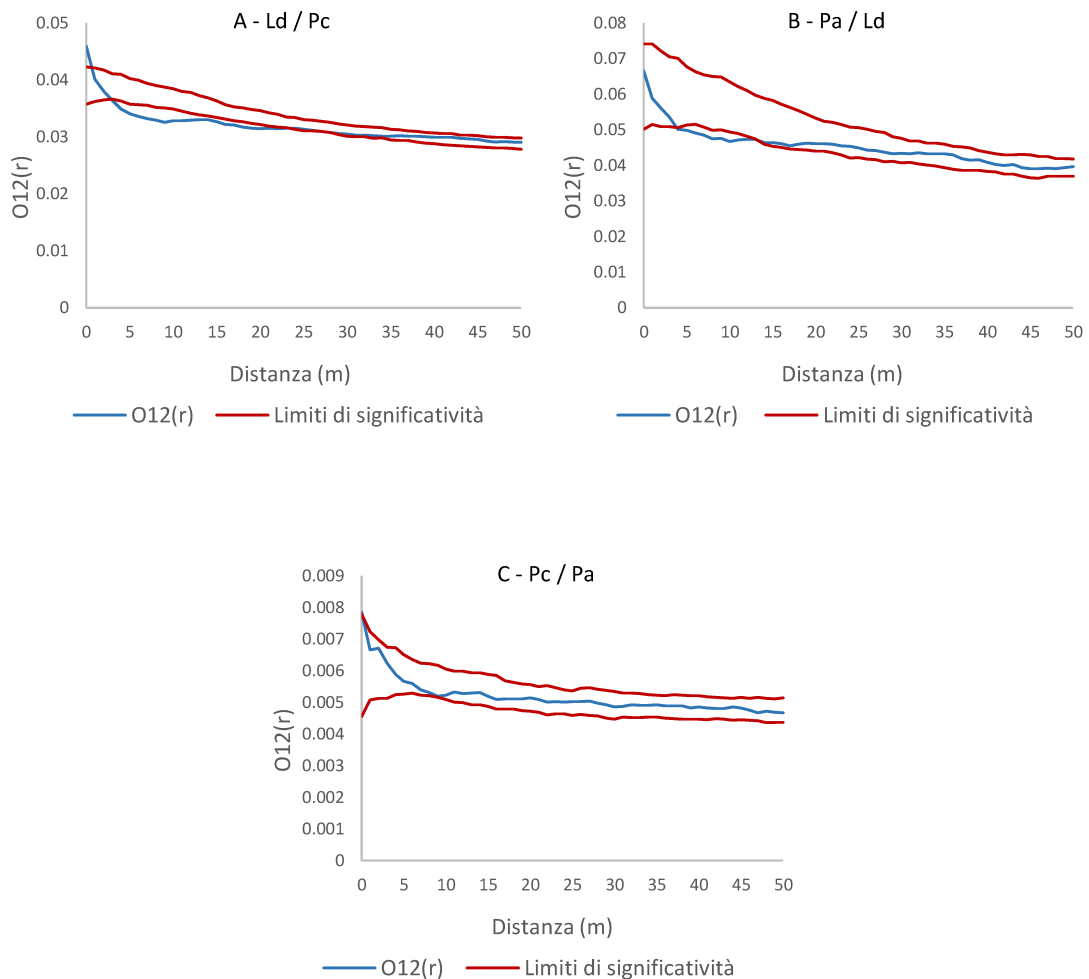 A - Ld / Pc
0.05
0.04
0.03
0.02
0.01
0
O12(r)
0 5 10 15 20 25 30 35 40 45 50
Distanza (m)
O12(r) Limiti di significatività
B - Pa / Ld
0.08
0.07
0.06
0.05
0.04
0.03
0.02
0.01
0
O12(r)
0 5 10 15 20 25 30 35 40 45 50
Distanza (m)
O12(r) Limiti di significatività
C - Pc / Pa
0.009
0.008
0.007
0.006
0.005
0.004
0.003
0.002
0.001
0
O12(r)
0 5 10 15 20 25 30 35 40 45 50
Distanza (m)
O12(r) Limiti di significatività